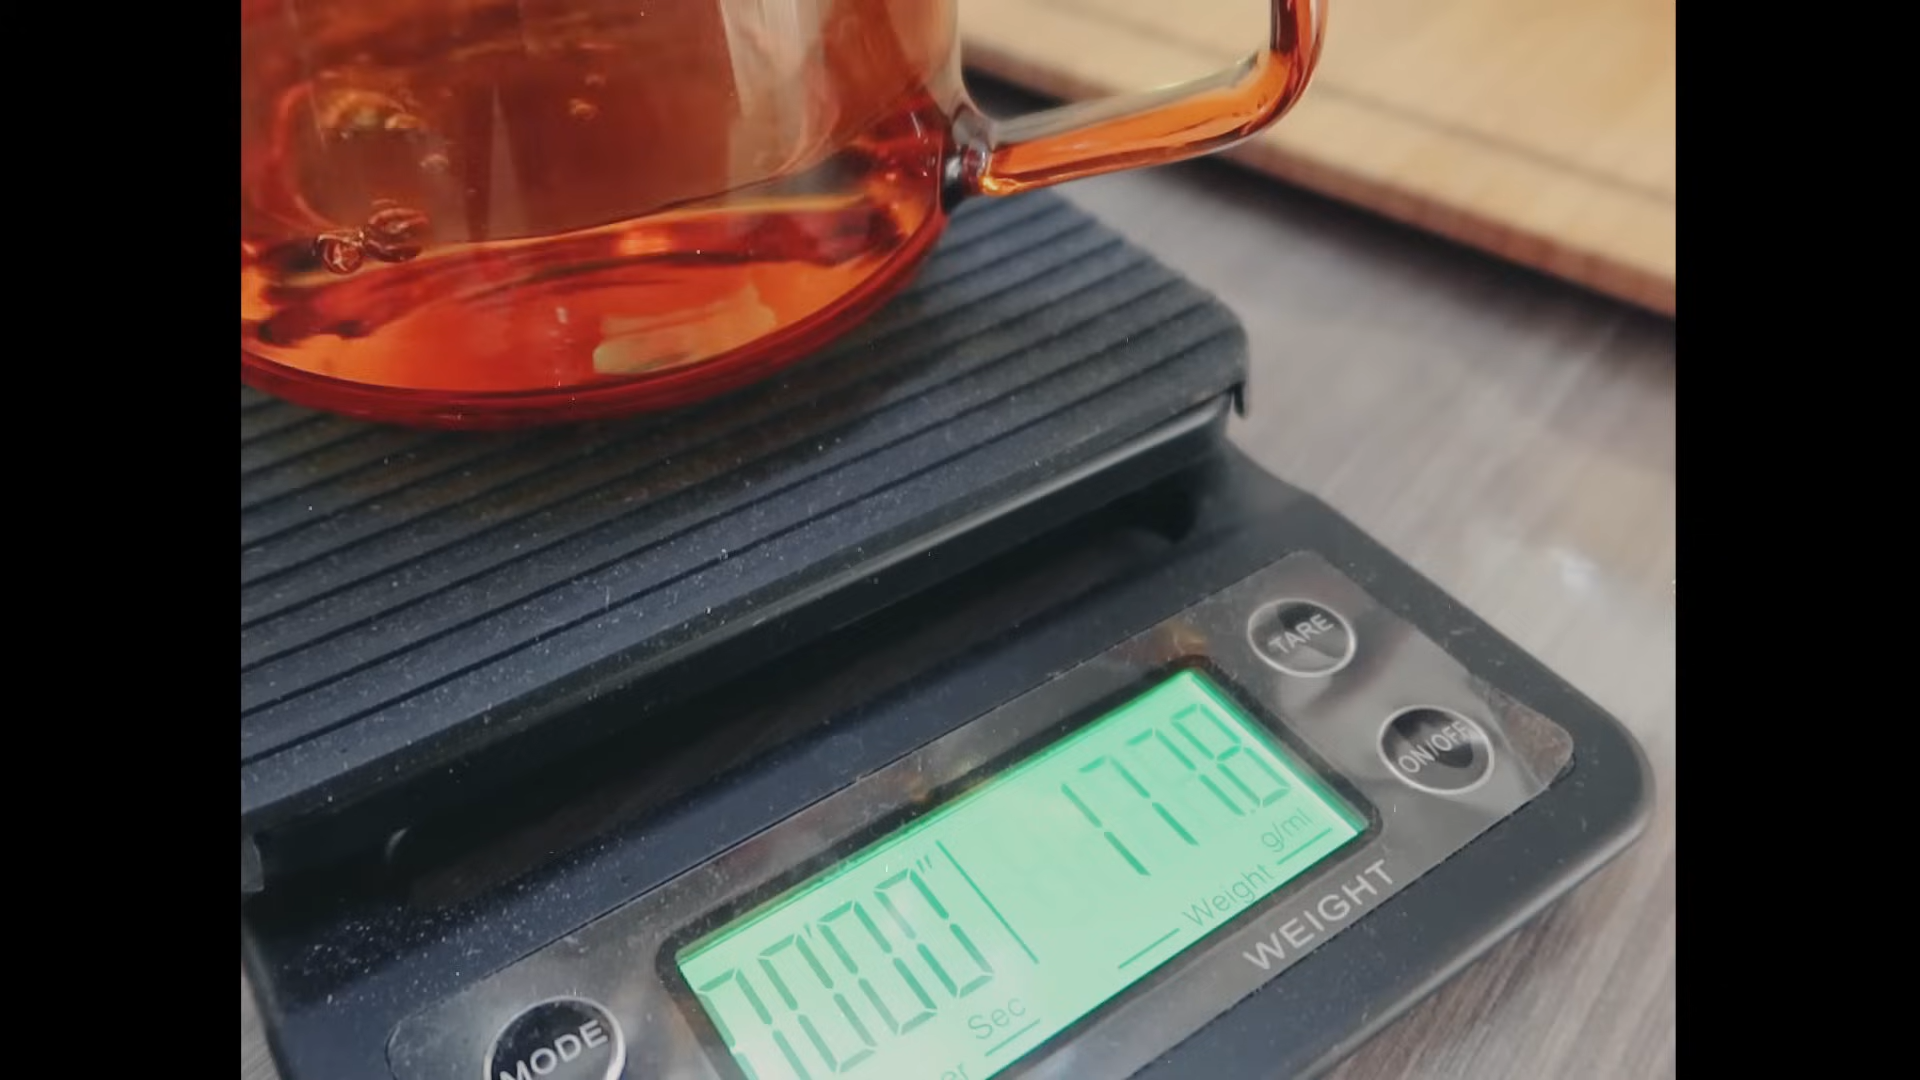 TARE
ON/OFF
177.8
g/ml
Weight
WEIGHT
00'00"
Sec
MODE